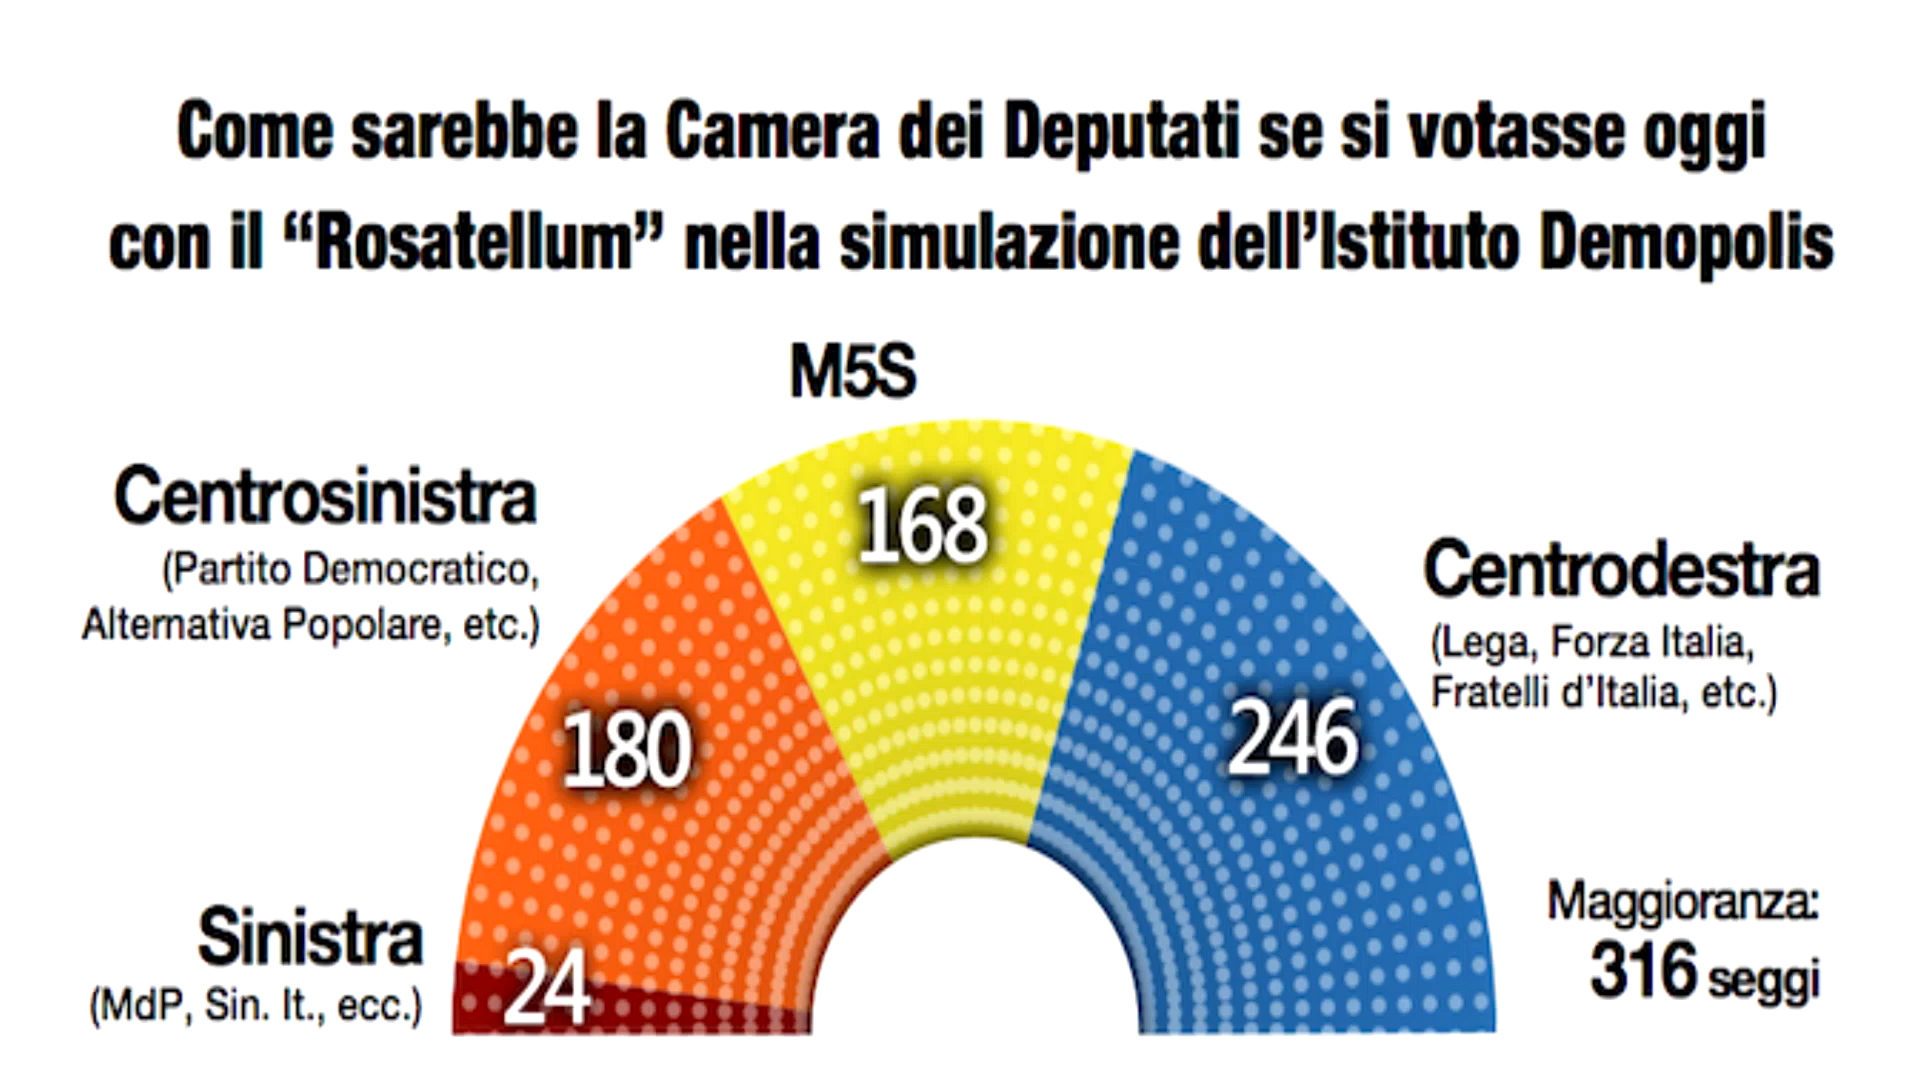 Come sarebbe la Camera dei Deputati se si votasse oggi
con il “Rosatellum” nella simulazione dell’Istituto Demopolis
M5S
168
Centrosinistra
(Partito Democratico,
Alternativa Popolare, etc.)
180
Centrodestra
(Lega, Forza Italia,
Fratelli d’Italia, etc.)
246
Sinistra
(MdP, Sin. It., ecc.)
24
Maggioranza:
316 seggi